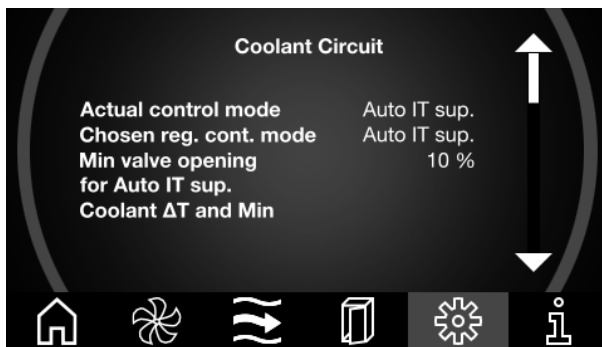 Coolant Circuit
Actual control mode Auto IT sup.
Chosen reg. cont. mode Auto IT sup.
Min valve opening 10 %
for Auto IT sup.
Coolant ΔT and Min